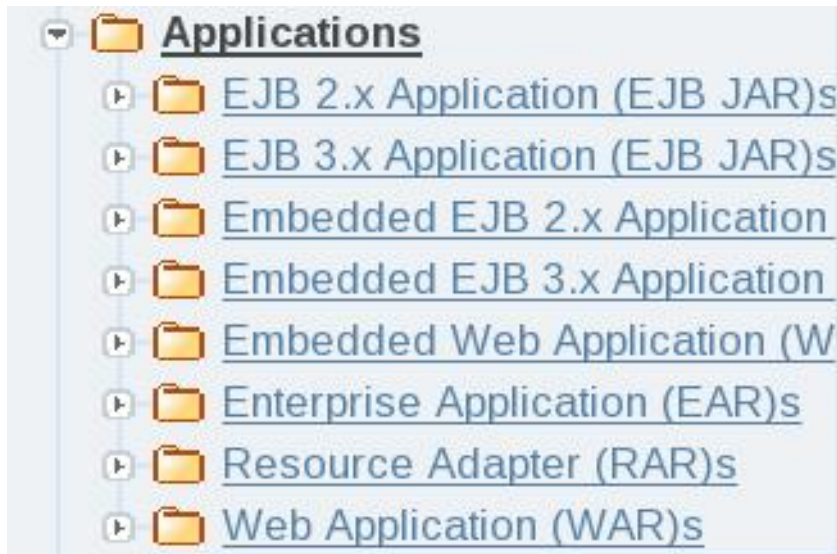 Applications
EJB 2.x Application (EJB JAR)s
EJB 3.x Application (EJB JAR)s
Embedded EJB 2.x Application
Embedded EJB 3.x Application
Embedded Web Application (W
Enterprise Application (EAR)s
Resource Adapter (RAR)s
Web Application (WAR)s